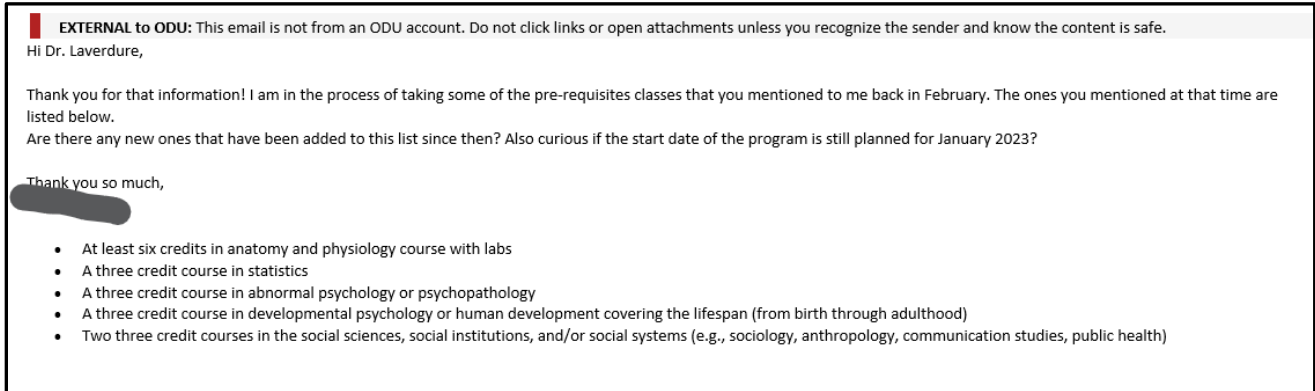 EXTERNAL to ODU: This email is not from an ODU account. Do not click links or open attachments unless you recognize the sender and know the content is safe.
Hi Dr. Laverdure,
Thank you for that information! I am in the process of taking some of the pre-requisites classes that you mentioned to me back in February. The ones you mentioned at that time are
listed below.
Are there any new ones that have been added to this list since then? Also curious if the start date of the program is still planned for January 2023?
Thank you so much,
• At least six credits in anatomy and physiology course with labs
• A three credit course in statistics
• A three credit course in abnormal psychology or psychopathology
• A three credit course in developmental psychology or human development covering the lifespan (from birth through adulthood)
• Two three credit courses in the social sciences, social institutions, and/or social systems (e.g., sociology, anthropology, communication studies, public health)